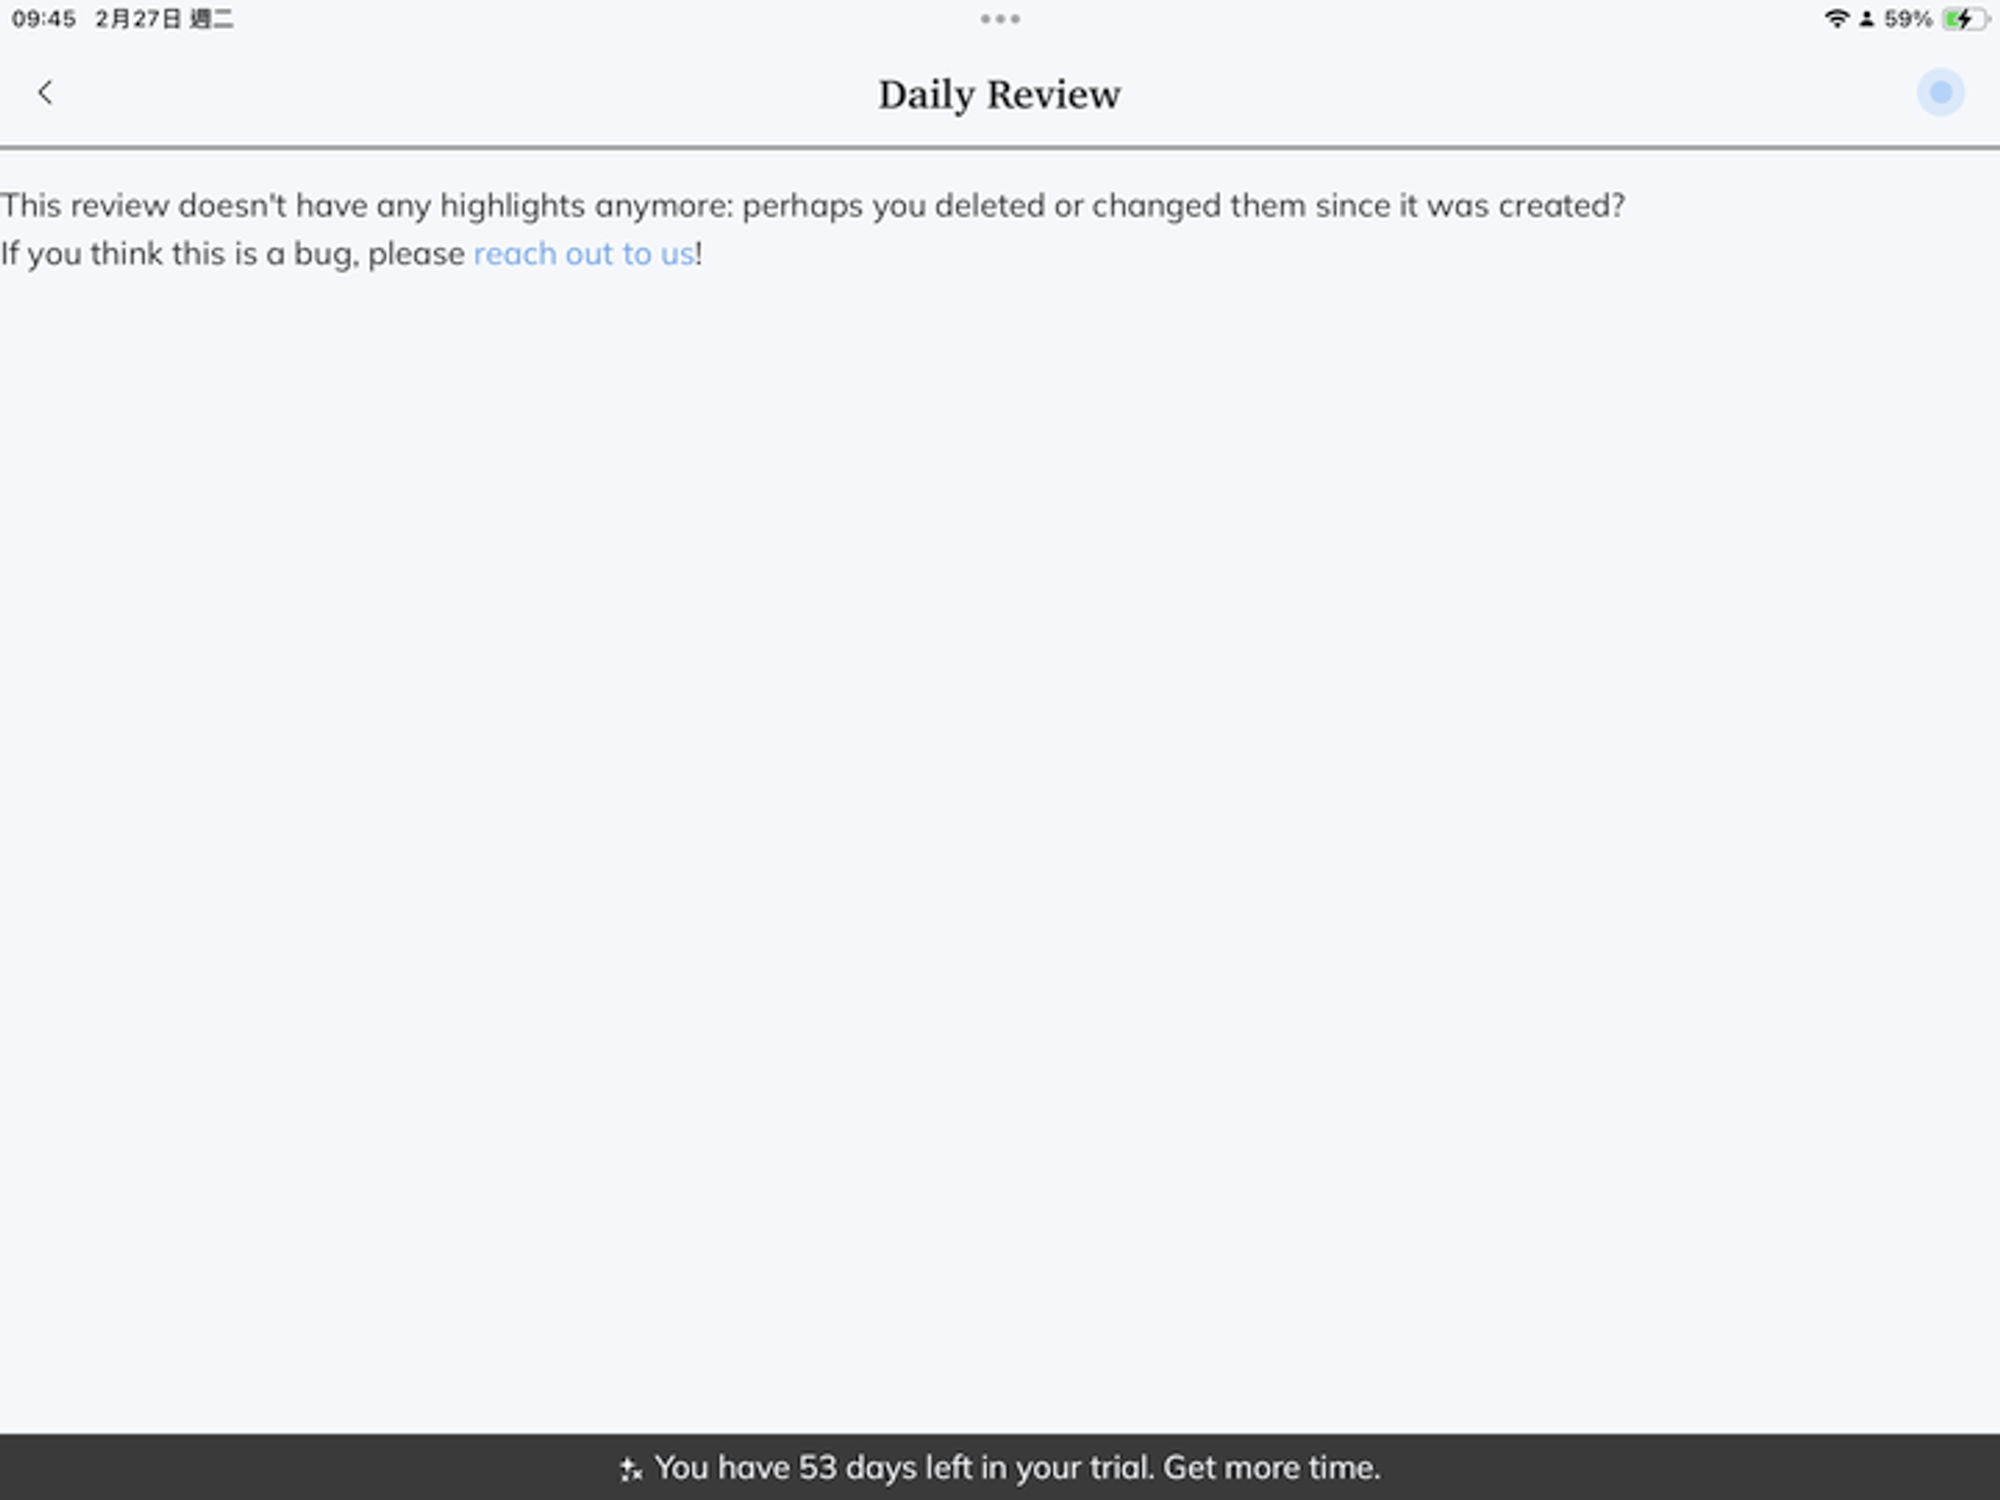 09:45 2月27日 週二
59%
Daily Review
This review doesn't have any highlights anymore: perhaps you deleted or changed them since it was created?
If you think this is a bug, please reach out to us!
You have 53 days left in your trial. Get more time.